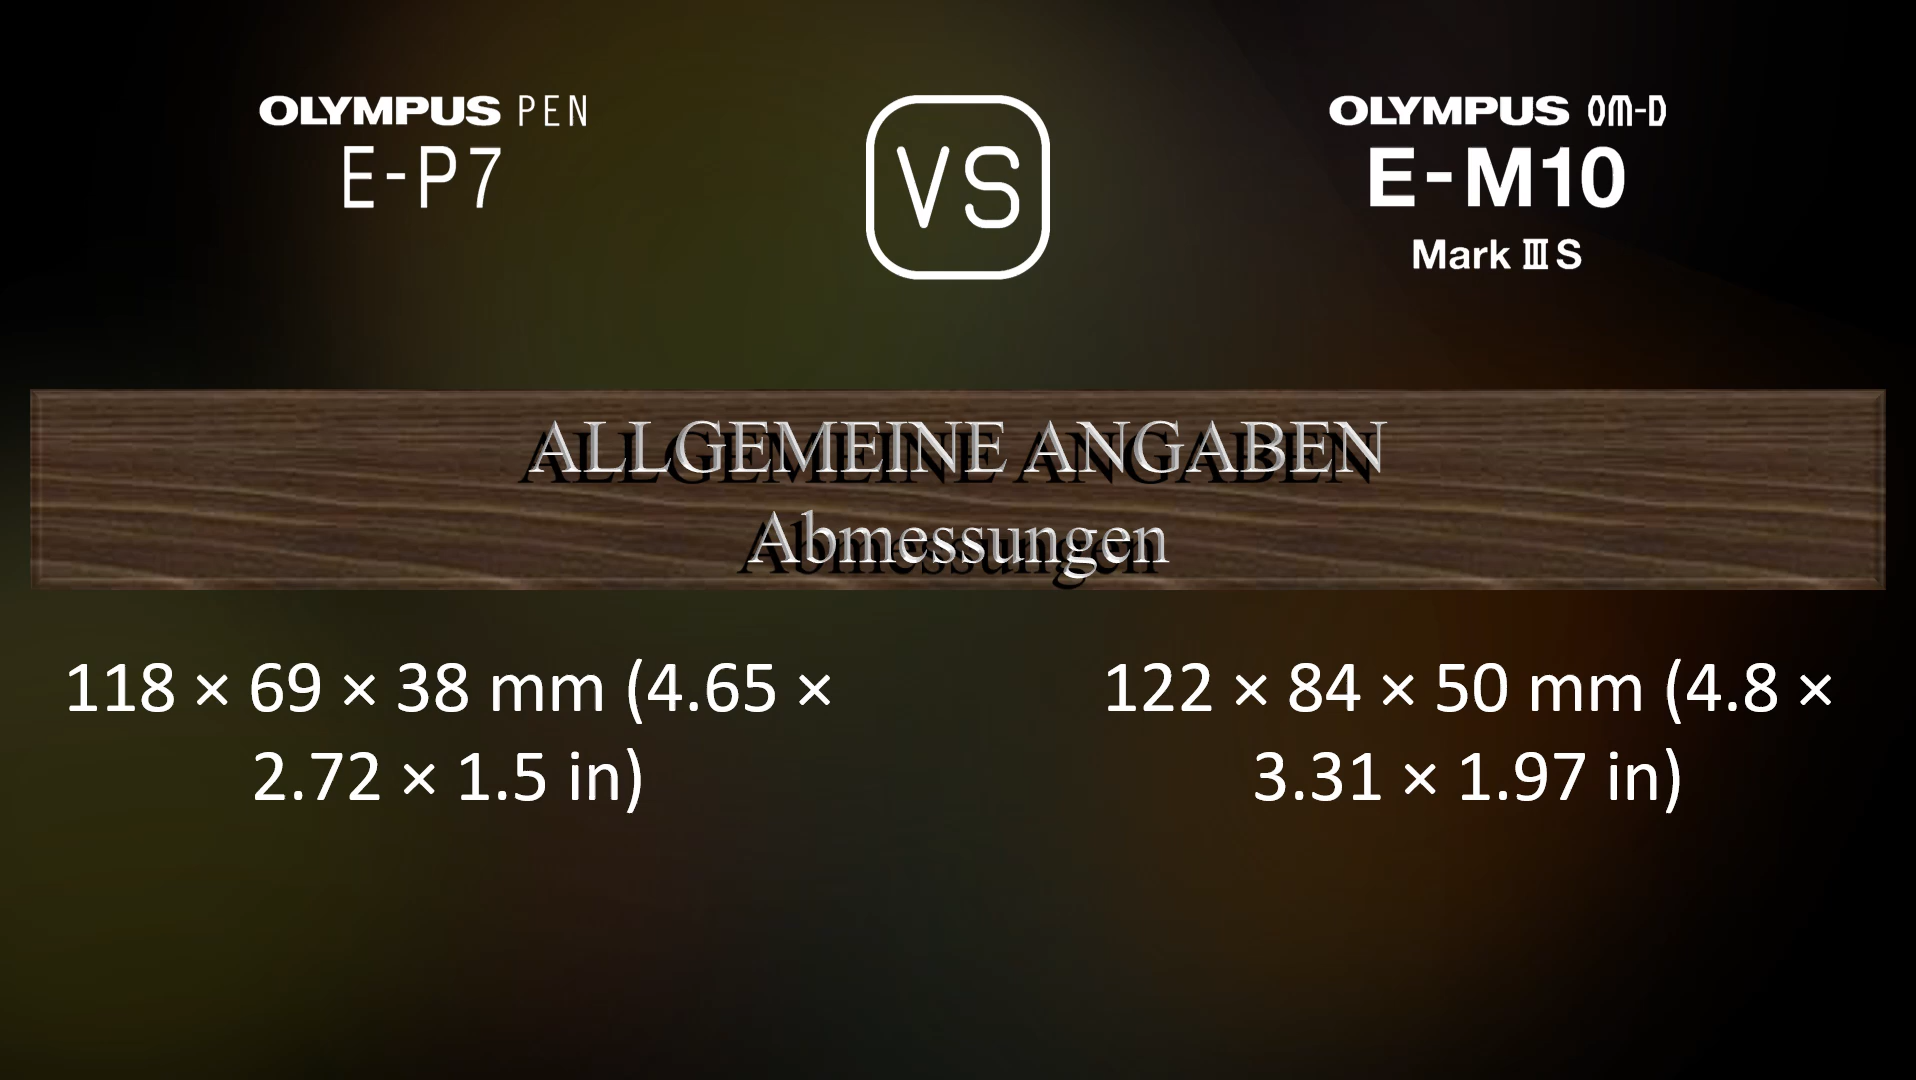 OLYMPUS PEN
E-P7
VS
OLYMPUS OM-D
E-M10
Mark III S
ALLGEMEINE ANGABEN
Abmessungen
118 × 69 × 38 mm (4.65 ×
2.72 × 1.5 in)
122 × 84 × 50 mm (4.8 ×
3.31 × 1.97 in)